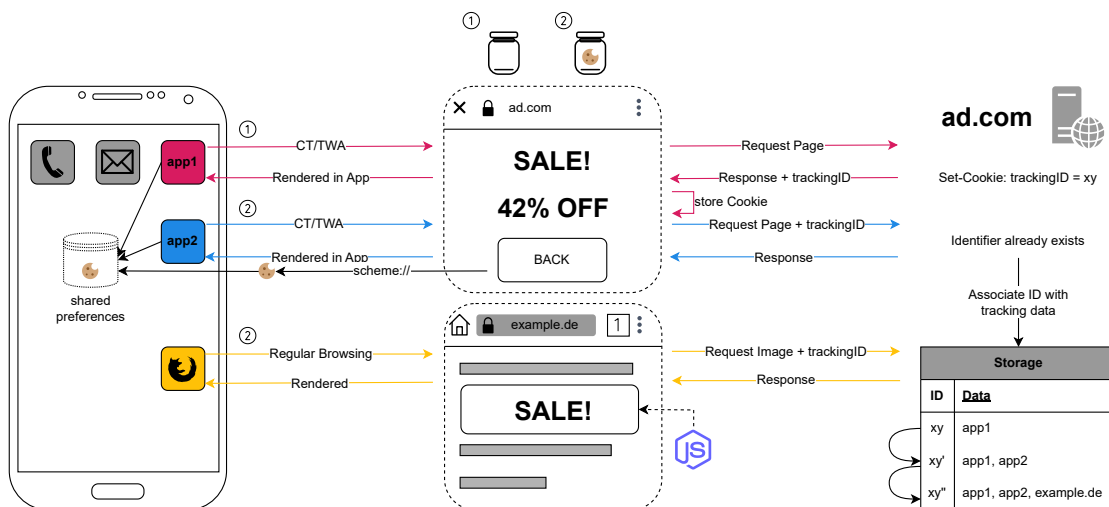 ① ②
ad.com
SALE!
42% OFF
BACK
①
app1
CT/TWA
Rendered in App
②
app2
CT/TWA
Rendered in App
scheme://
shared
preferences
②
Regular Browsing
Rendered
example.de
1
SALE!
JS
Request Page
Response + trackingID
store Cookie
Request Page + trackingID
Response
Request Image + trackingID
Response
ad.com
Set-Cookie: trackingID = xy
Identifier already exists
Associate ID with
tracking data
Storage
ID Data
xy app1
xy' app1, app2
xy" app1, app2, example.de